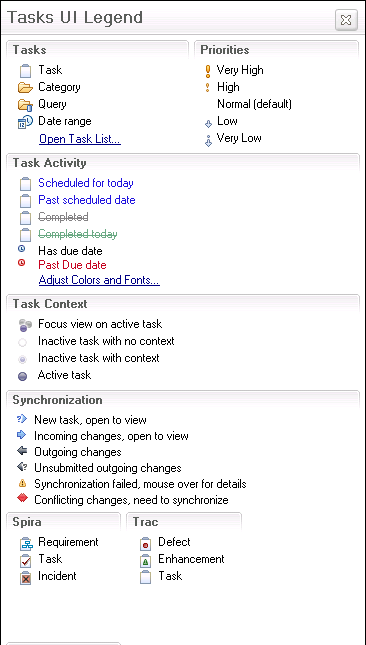 Tasks UI Legend
Tasks
Task
Category
Query
Date range
Open Task List...
Priorities
Very High
High
Normal (default)
Low
Very Low
Task Activity
Scheduled for today
Past scheduled date
Completed
Completed today
Has due date
Past Due date
Adjust Colors and Fonts...
Task Context
Focus view on active task
Inactive task with no context
Inactive task with context
Active task
Synchronization
New task, open to view
Incoming changes, open to view
Outgoing changes
Unsubmitted outgoing changes
Synchronization failed, mouse over for details
Conflicting changes, need to synchronize
Spira
Requirement
Task
Incident
Trac
Defect
Enhancement
Task